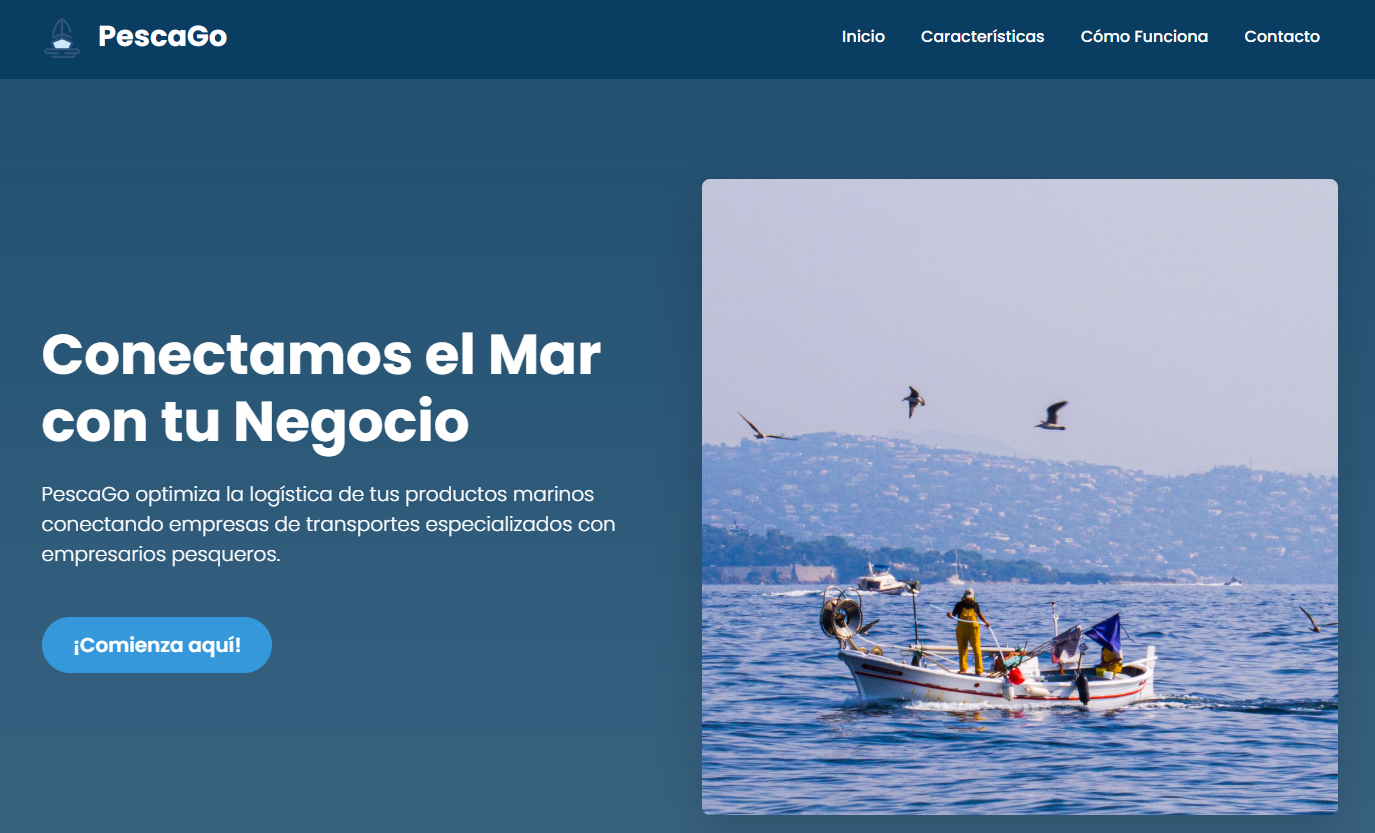 PescaGo
Inicio
Características
Cómo Funciona
Contacto
Conectamos el Mar
con tu Negocio
PescaGo optimiza la logística de tus productos marinos
conectando empresas de transportes especializados con
empresarios pesqueros.
¡Comienza aquí!